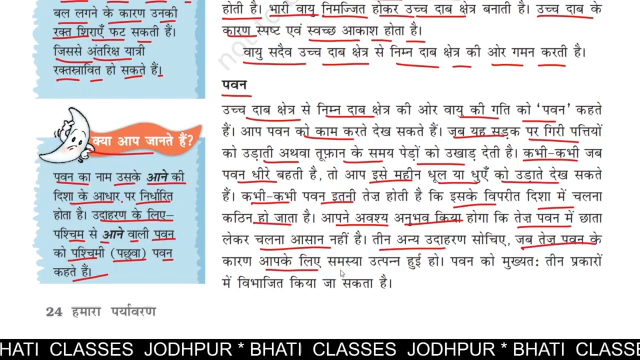 बल लगने के कारण उनकी
रक्त शिराएँ फट सकती हैं।
जिससे अंतरिक्ष यात्री
रक्तस्रावित हो सकते हैं।
क्या आप जानते हैं?
पवन का नाम उसके आने की
दिशा के आधार पर निर्धारित
होता है। उदाहरण के लिए–
पश्चिम से आने वाली पवन
को पश्चिमी (पछुवा) पवन
कहते हैं।
होती है। भारी वायु निमज्जित होकर उच्च दाब क्षेत्र बनाती है। उच्च दाब के
कारण स्पष्ट एवं स्वच्छ आकाश होता है।
वायु सदैव उच्च दाब क्षेत्र से निम्न दाब क्षेत्र की ओर गमन करती है।
पवन
उच्च दाब क्षेत्र से निम्न दाब क्षेत्र की ओर वायु की गति को 'पवन' कहते
हैं। आप पवन को काम करते देख सकते हैं। जब यह सड़क पर गिरी पत्तियों
को उड़ाती अथवा तूफ़ान के समय पेड़ों को उखाड़ देती है। कभी-कभी जब
पवन धीरे बहती है, तो आप इसे महीन धूल या धुएँ को उड़ाते देख सकते
हैं। कभी-कभी पवन इतनी तेज होती है कि इसके विपरीत दिशा में चलना
कठिन हो जाता है। आपने अवश्य अनुभव किया होगा कि तेज़ पवन में छाता
लेकर चलना आसान नहीं है। तीन अन्य उदाहरण सोचिए, जब तेज़ पवन के
कारण आपके लिए समस्या उत्पन्न हुई हो। पवन को मुख्यतः तीन प्रकारों
में विभाजित किया जा सकता है।
24 हमारा पर्यावरण
BHATI CLASSES JODHPUR * BHATI CLASSES JODHPUR * BHATI CLASSES